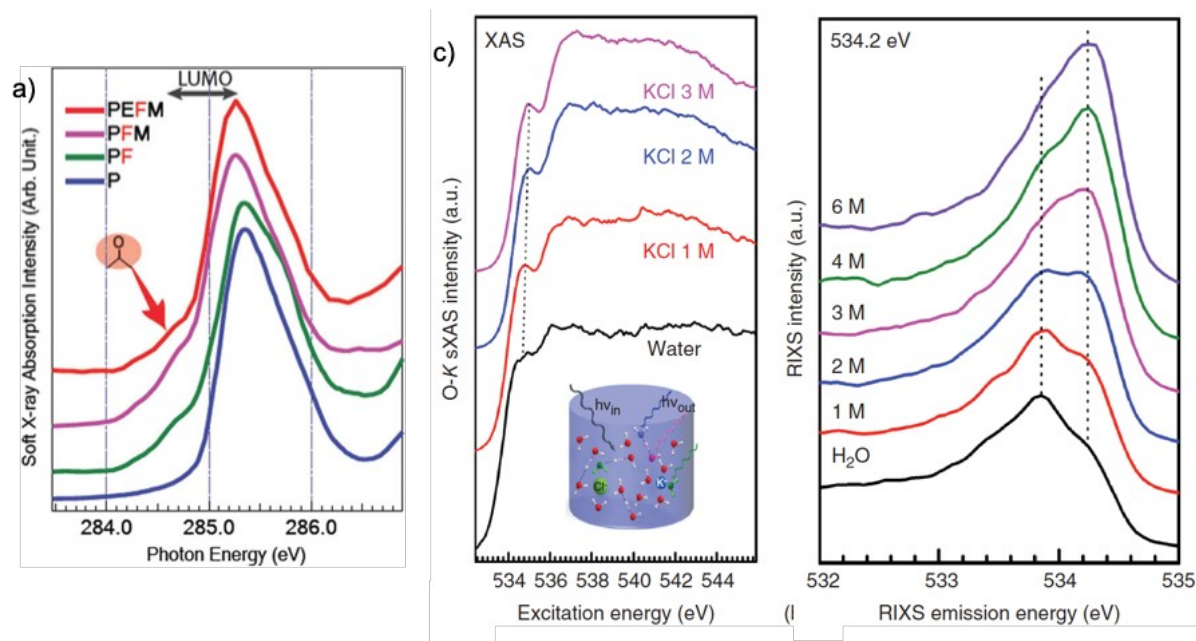 a)
LUMO
PEFM
PFM
PF
P
O
Soft X-ray Absorption Intensity (Arb. Unit.)
284.0 285.0 286.0
Photon Energy (eV)
c)
XAS
KCl 3 M
KCl 2 M
KCl 1 M
Water
hνin
hνout
Cl
K
O-K sXAS intensity (a.u.)
534 536 538 540 542 544
Excitation energy (eV)
534.2 eV
6 M
4 M
3 M
2 M
1 M
H2O
RIXS intensity (a.u.)
532 533 534 535
RIXS emission energy (eV)